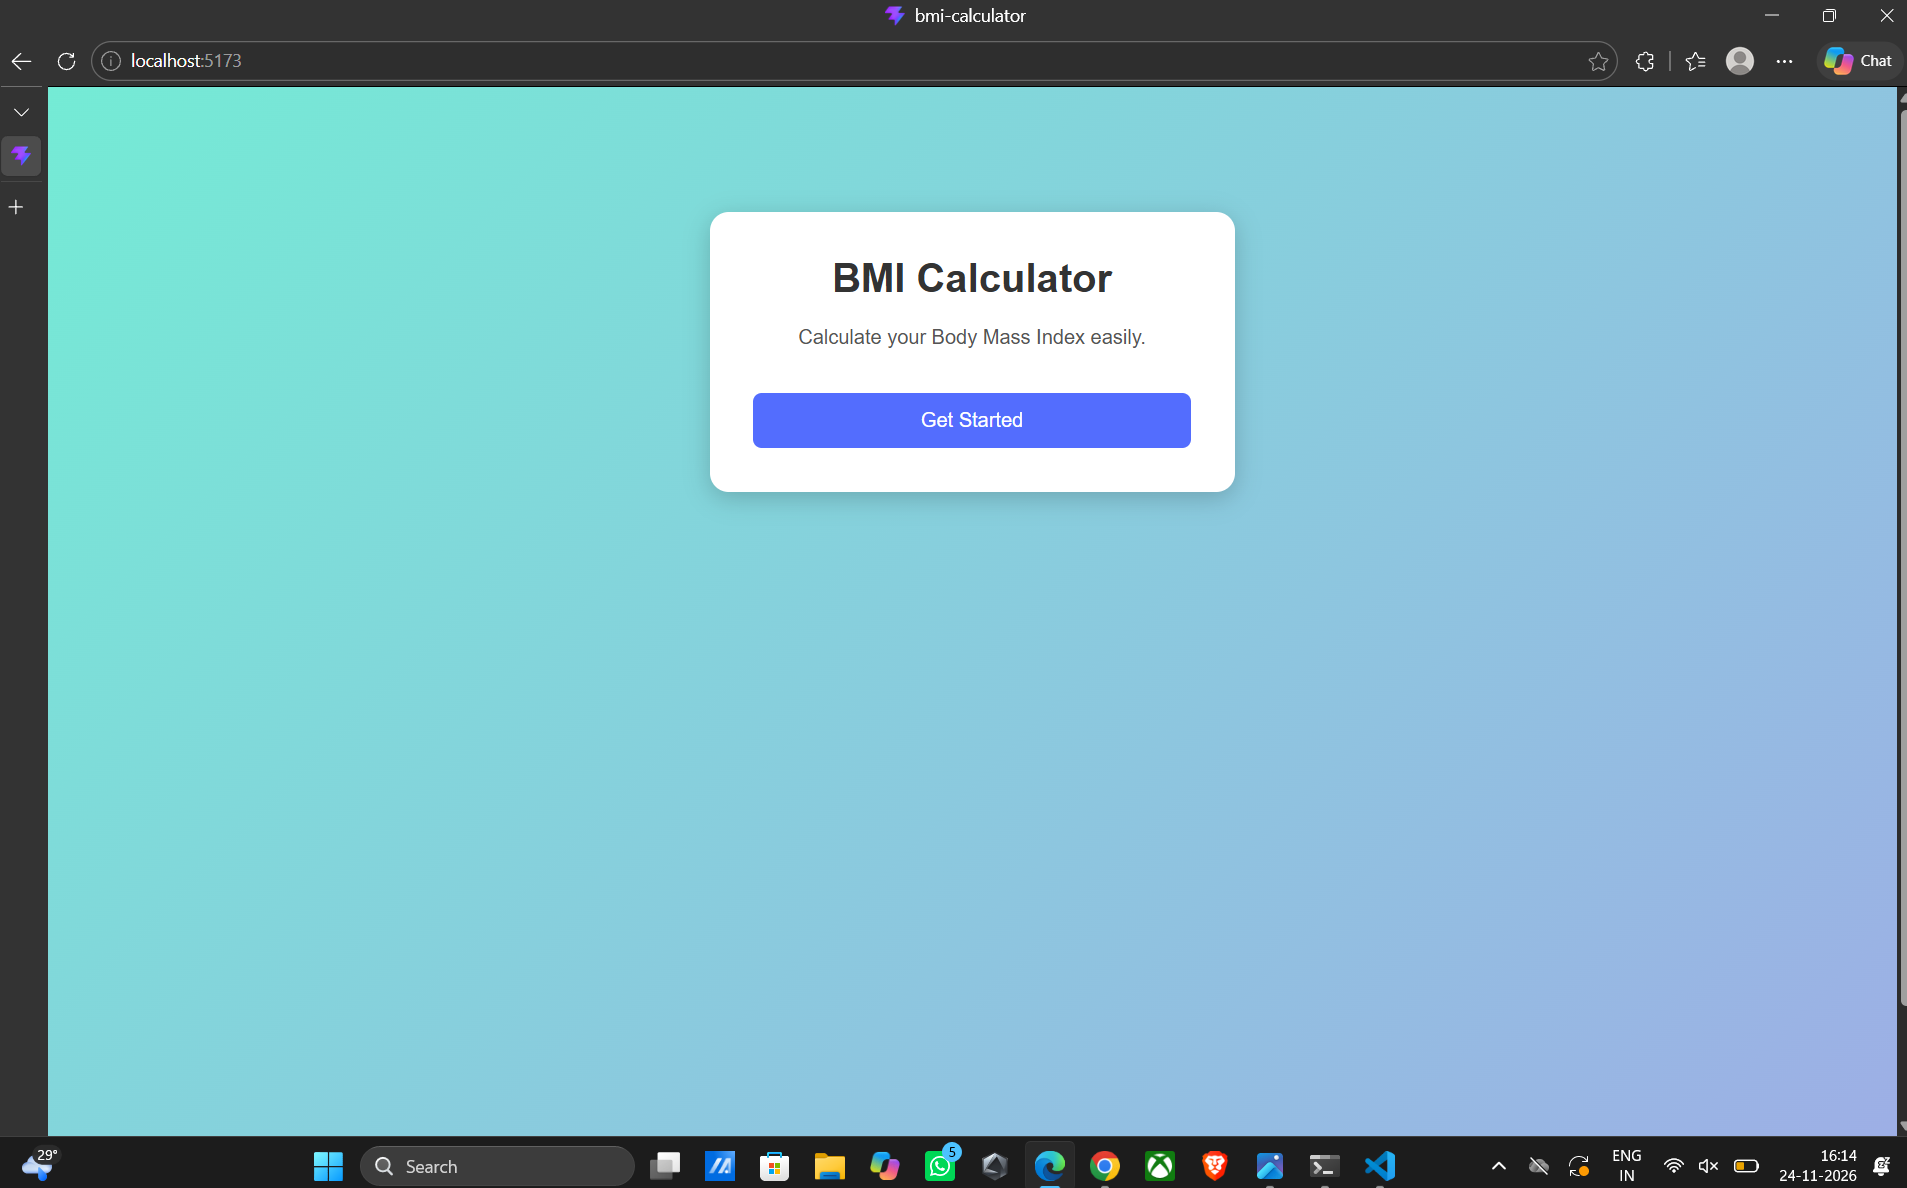 bmi-calculator
localhost:5173
Chat
BMI Calculator
Calculate your Body Mass Index easily.
Get Started
29°
Search
5
ENG
IN
16:14
24-11-2026